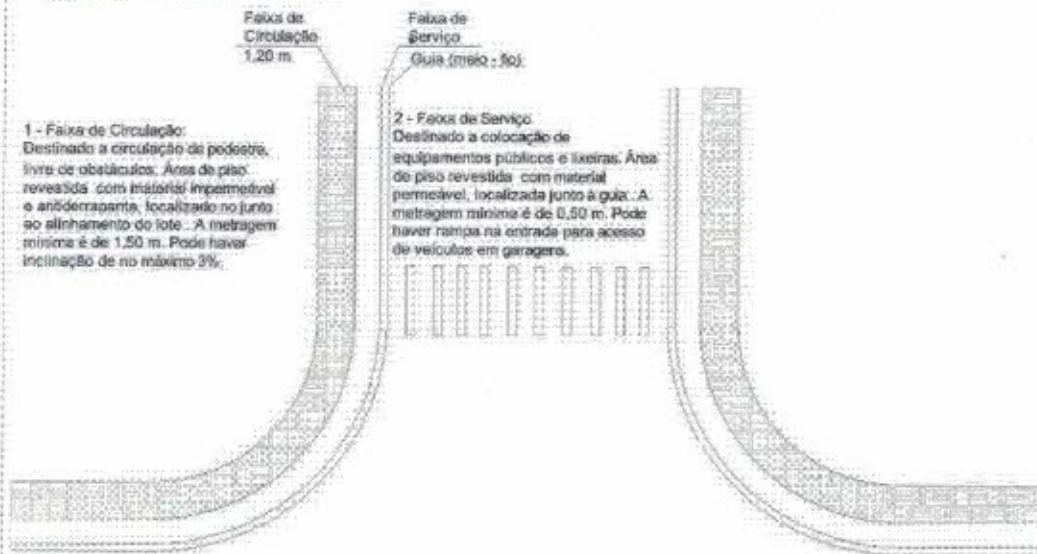 Faixa de
Circulação
1,20 m
Faixa de
Serviço
Guia (meio - fio)
1 - Faixa de Circulação:
Destinado a circulação de pedestre,
livre de obstáculos. Área de piso
revestida com material impermeável
e antiderrapante, localizado no junto
ao alinhamento do lote . A metragem
mínima é de 1,50 m. Pode haver
inclinação de no máximo 3%.
2 - Faixa de Serviço
Destinado a colocação de
equipamentos públicos e lixeiras. Área
de piso revestida com material
permeável, localizada junto à guia . A
metragem mínima é de 0,50 m. Pode
haver rampa na entrada para acesso
de veículos em garagens.